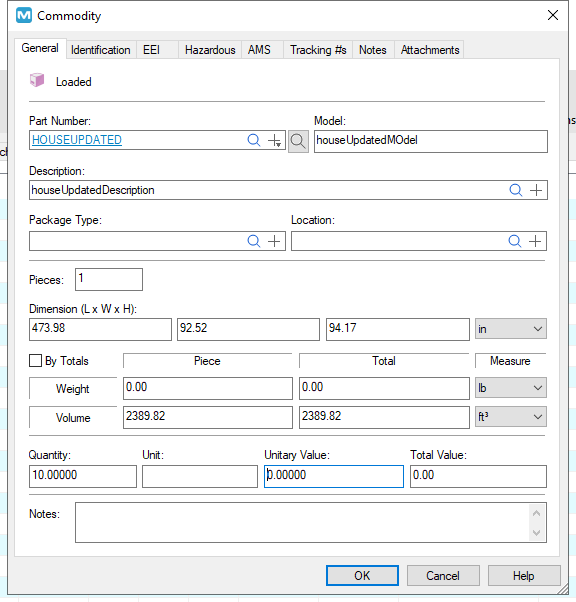 Commodity
General Identification EEI Hazardous AMS Tracking #s Notes Attachments
Loaded
Part Number: Model:
HOUSEUPDATED houseUpdatedMOdel
Description:
houseUpdatedDescription
Package Type: Location:
Pieces: 1
Dimension (L x W x H):
473.98 92.52 94.17 in
By Totals Piece Total Measure
Weight 0.00 0.00 lb
Volume 2389.82 2389.82 ft³
Quantity: Unit: Unitary Value: Total Value:
10.00000 0.00000 0.00
Notes:
OK Cancel Help